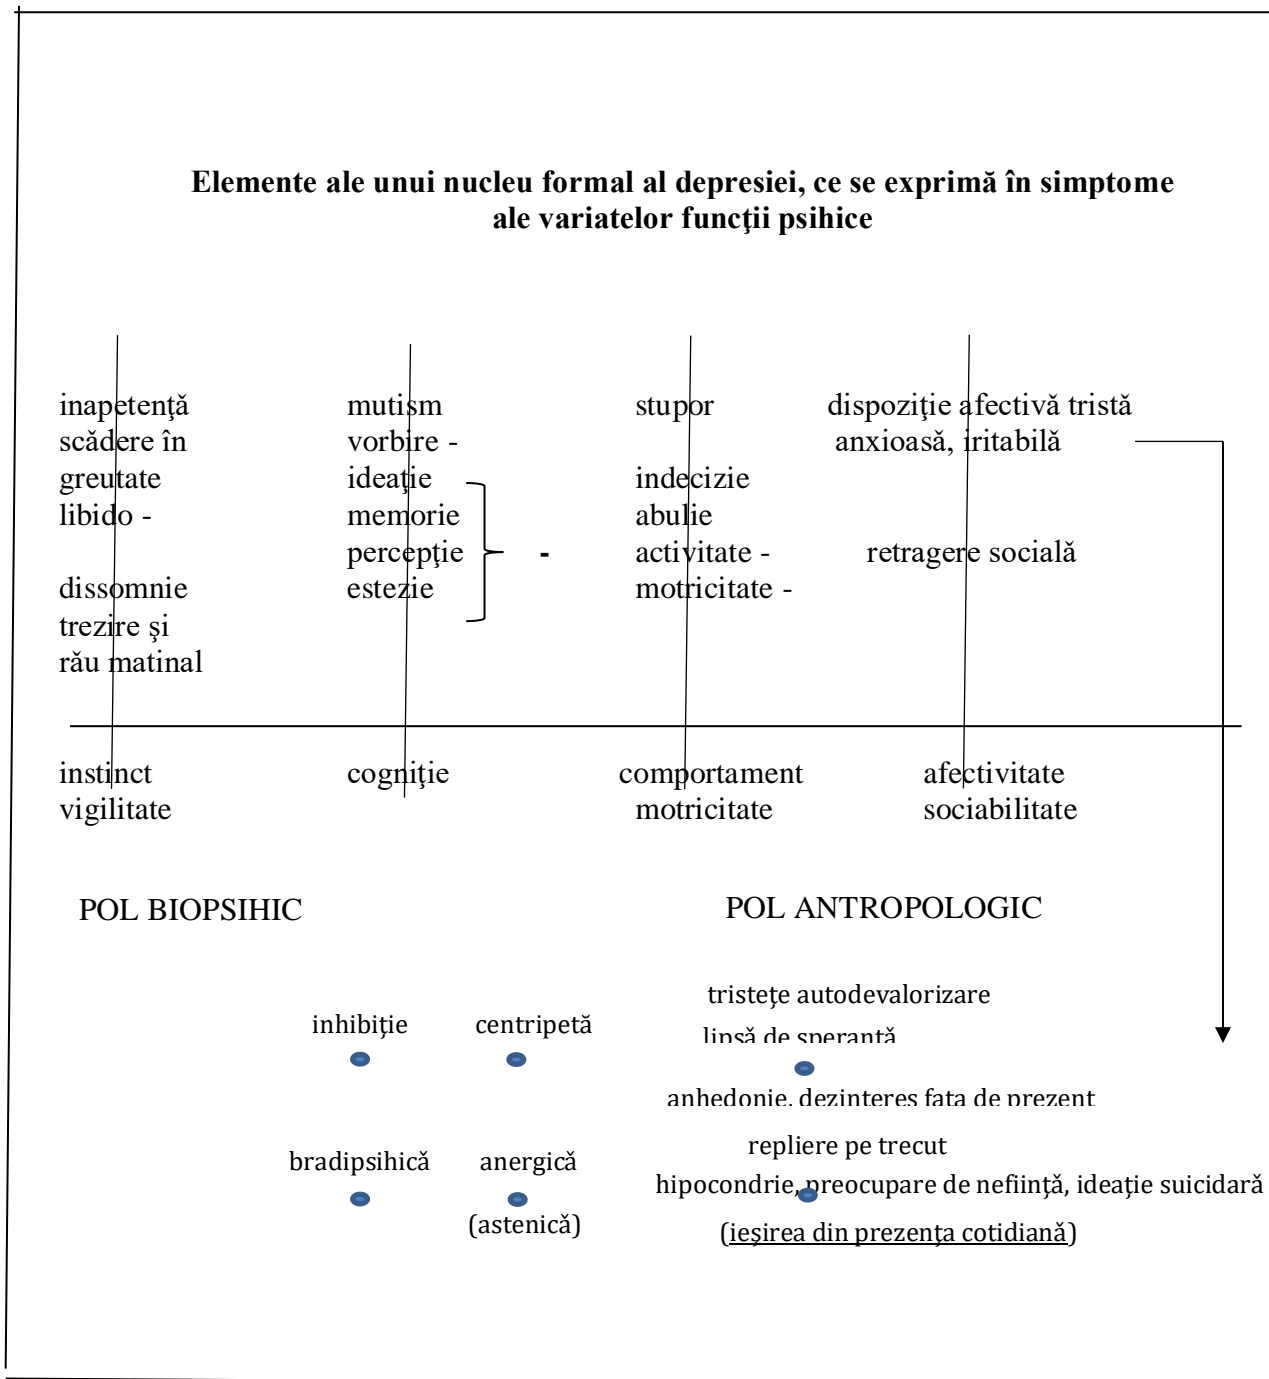 Elemente ale unui nucleu formal al depresiei, ce se exprimă în simptome
ale variatelor funcţii psihice
inapetenţă mutism stupor dispoziţie afectivă tristă
scădere în vorbire - anxioasă, iritabilă
greutate ideaţie indecizie
libido - memorie abulie
percepţie - activitate - retragere socială
dissomnie estezie motricitate -
trezire şi
rău matinal
instinct cogniţie comportament afectivitate
vigilitate motricitate sociabilitate
POL BIOPSIHIC POL ANTROPOLOGIC
tristeţe autodevalorizare
inhibiţie centripetă lipsă de speranţă
anhedonie, dezinteres faţa de prezent
bradipsihică anergică repliere pe trecut
hipocondrie, preocupare de nefiinţă, ideaţie suicidară
(astenică) (ieşirea din prezenţa cotidiană)